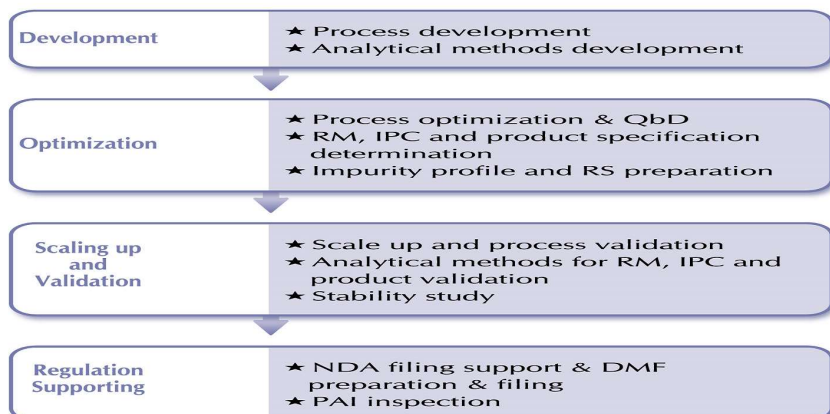 Development
★ Process development
★ Analytical methods development
Optimization
★ Process optimization & QbD
★ RM, IPC and product specification
determination
★ Impurity profile and RS preparation
Scaling up
and
Validation
★ Scale up and process validation
★ Analytical methods for RM, IPC and
product validation
★ Stability study
Regulation
Supporting
★ NDA filing support & DMF
preparation & filing
★ PAI inspection